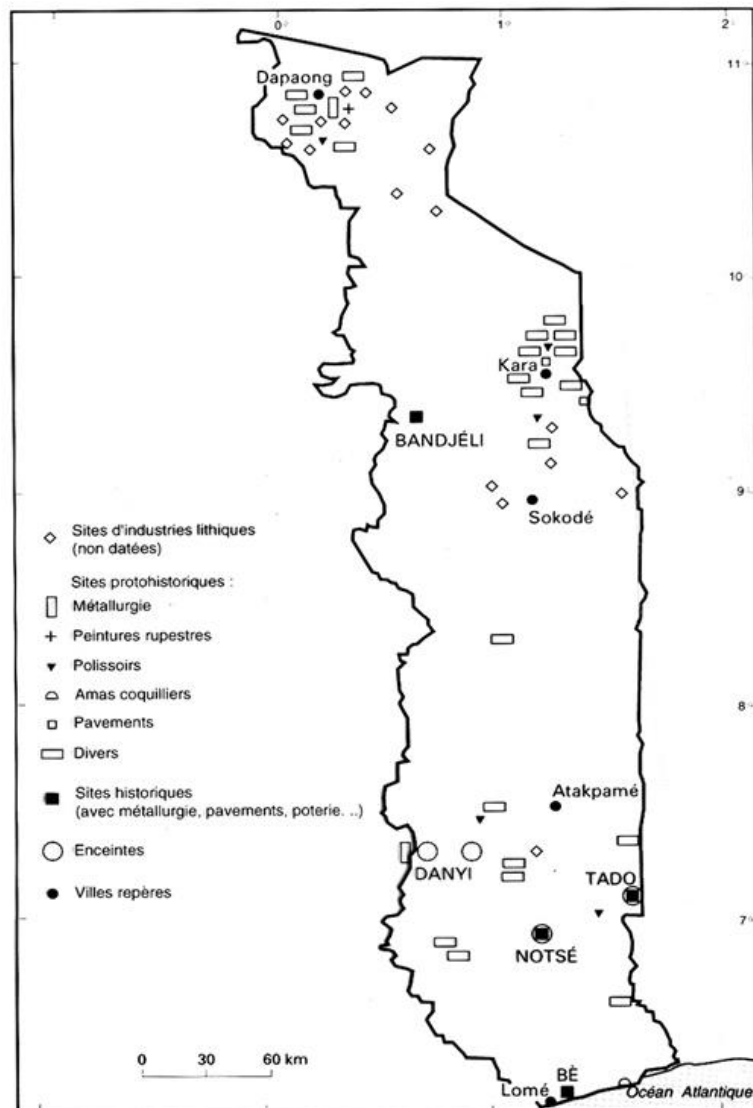 0°
1°
2°
11°
Dapaong
10°
Kara
BANDJÉLI
9°
Sokodé
Sites d'industries lithiques
(non datées)
Sites protohistoriques :
Métallurgie
Peintures rupestres
Polissoirs
Amas coquilliers
Pavements
Divers
Sites historiques
(avec métallurgie, pavements, poterie...)
Enceintes
Villes repères
8°
Atakpamé
DANYI
TADO
7°
NOTSÉ
0 30 60 km
BÈ
Lomé
Océan Atlantique